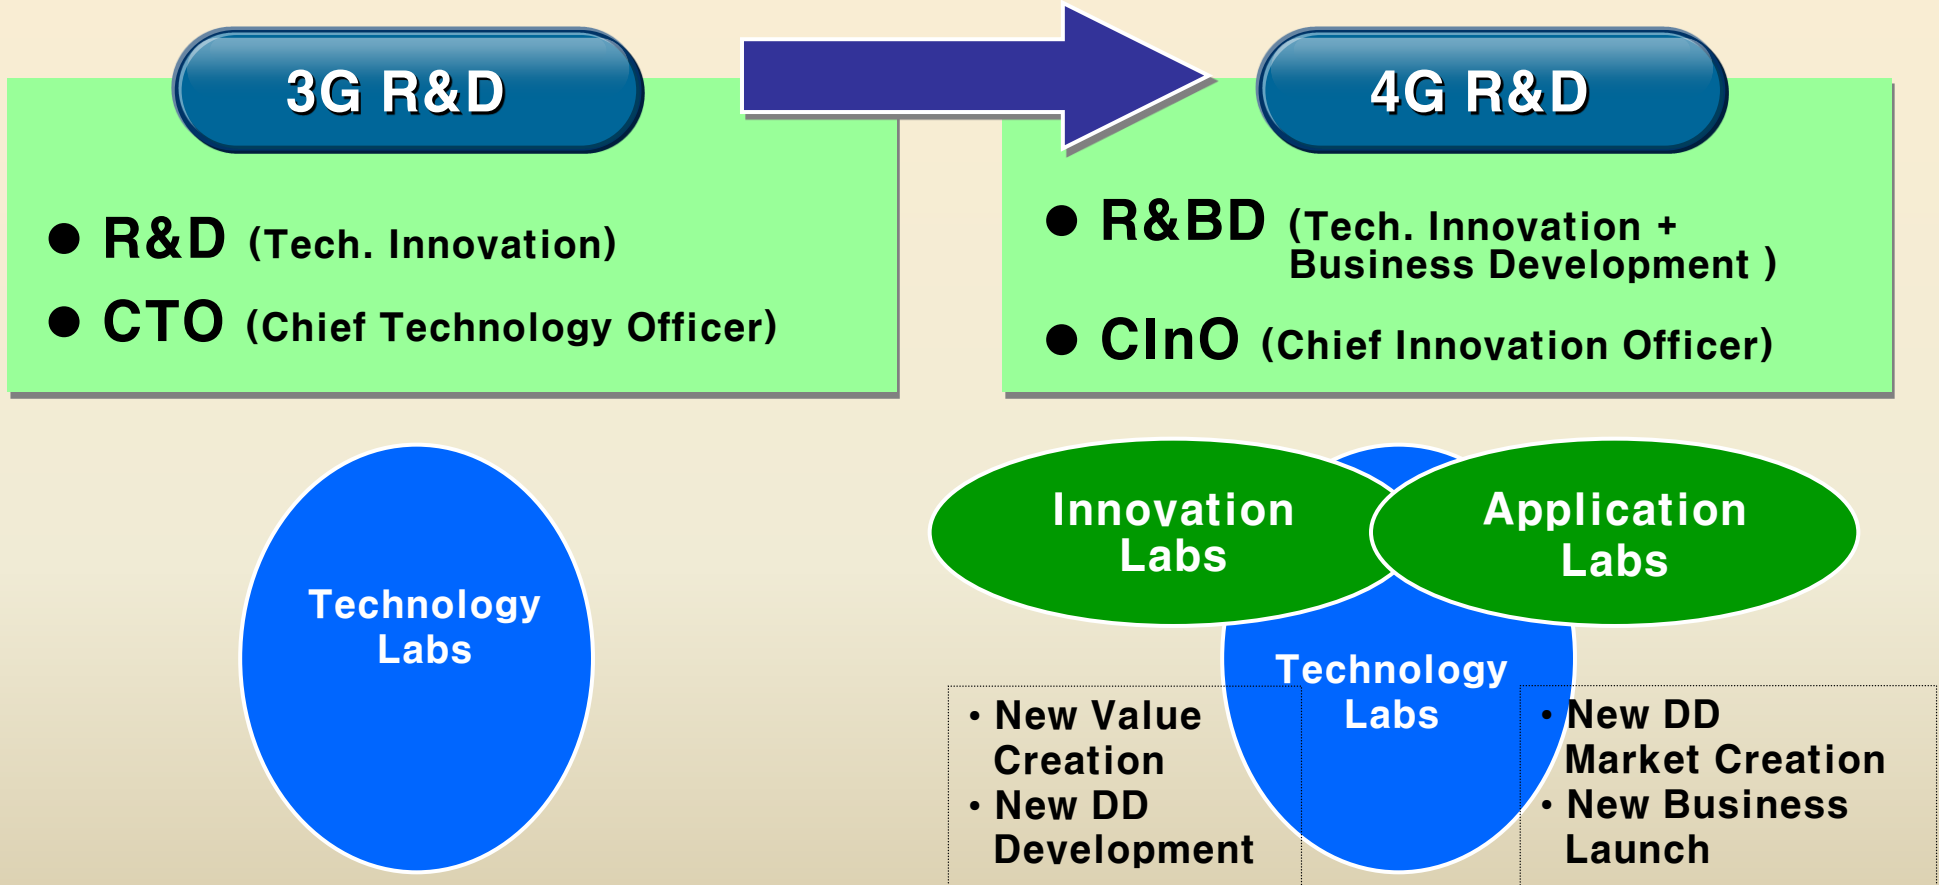 3G R&D
4G R&D
● R&D (Tech. Innovation)
● CTO (Chief Technology Officer)
● R&BD (Tech. Innovation +
Business Development )
● CInO (Chief Innovation Officer)
Technology
Labs
Innovation
Labs
Application
Labs
Technology
Labs
• New Value
Creation
• New DD
Development
• New DD
Market Creation
• New Business
Launch